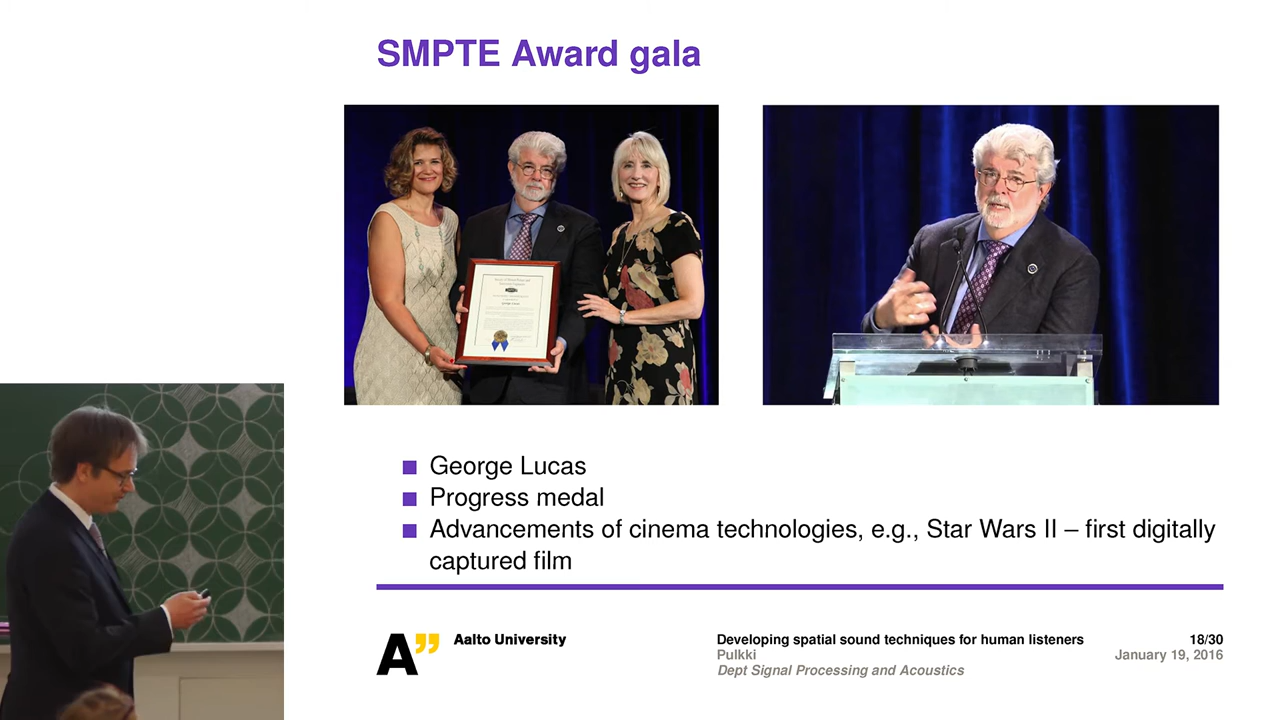 SMPTE Award gala
George Lucas
Progress medal
Advancements of cinema technologies, e.g., Star Wars II – first digitally
captured film
A”
Aalto University
Developing spatial sound techniques for human listeners
18/30
Pulkki
January 19, 2016
Dept Signal Processing and Acoustics